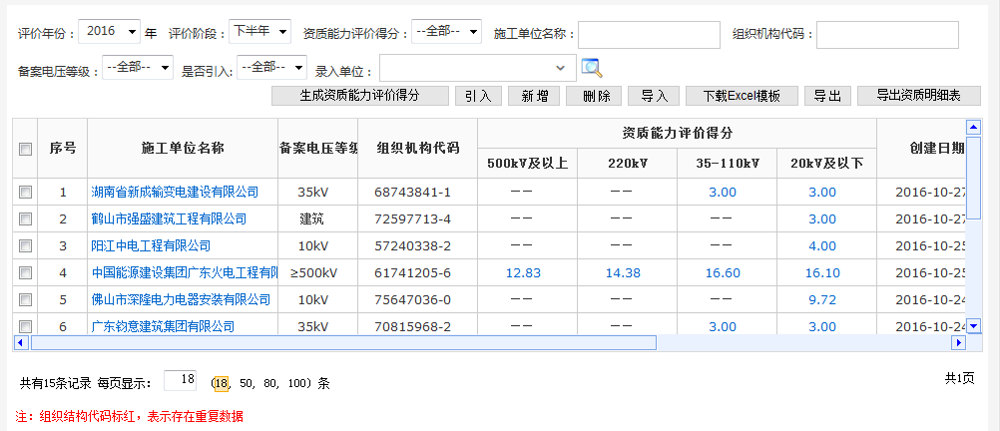 评价年份： 2016 年 评价阶段： 下半年 资质能力评价得分： --全部-- 施工单位名称： 组织机构代码：
备案电压等级： --全部-- 是否引入: --全部-- 录入单位：
生成资质能力评价得分 引入 新增 删除 导入 下载Excel模板 导出 导出资质明细表
序号 施工单位名称 备案电压等级 组织机构代码 资质能力评价得分 创建日期
500kV及以上 220kV 35-110kV 20kV及以下
1 湖南省新成输变电建设有限公司 35kV 68743841-1 —— —— 3.00 3.00 2016-10-27
2 鹤山市强盛建筑工程有限公司 建筑 72597713-4 —— —— —— 3.00 2016-10-27
3 阳江中电工程有限公司 10kV 57240338-2 —— —— —— 4.00 2016-10-25
4 中国能源建设集团广东火电工程有限 ≥500kV 61741205-6 12.83 14.38 16.60 16.10 2016-10-25
5 佛山市深隆电力电器安装有限公司 10kV 75647036-0 —— —— —— 9.72 2016-10-24
6 广东钧意建筑集团有限公司 35kV 70815968-2 —— —— 3.00 3.00 2016-10-24
共有15条记录 每页显示： 18 （18, 50, 80, 100）条 共1页
注：组织结构代码标红，表示存在重复数据